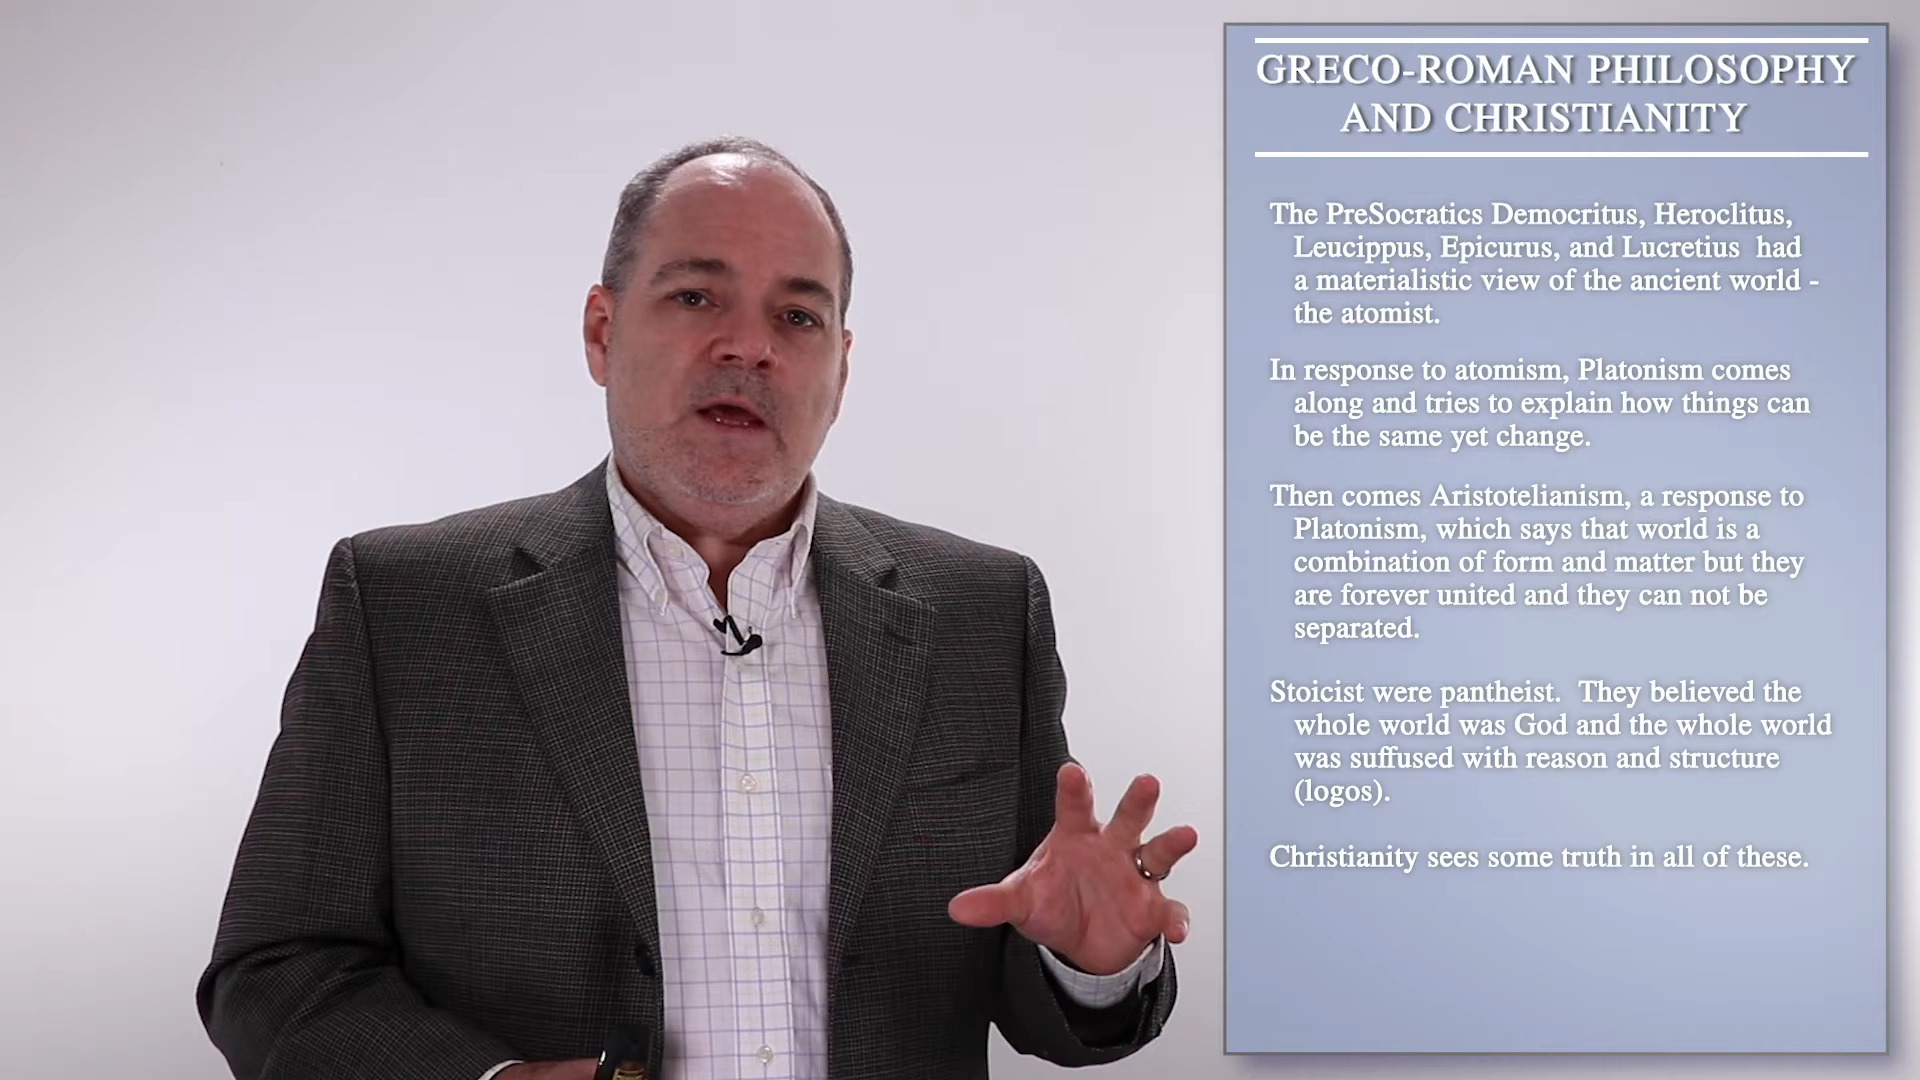 GRECO-ROMAN PHILOSOPHY
AND CHRISTIANITY
The PreSocratics Democritus, Heroclitus,
Leucippus, Epicurus, and Lucretius had
a materialistic view of the ancient world -
the atomist.
In response to atomism, Platonism comes
along and tries to explain how things can
be the same yet change.
Then comes Aristotelianism, a response to
Platonism, which says that world is a
combination of form and matter but they
are forever united and they can not be
separated.
Stoicist were pantheist. They believed the
whole world was God and the whole world
was suffused with reason and structure
(logos).
Christianity sees some truth in all of these.